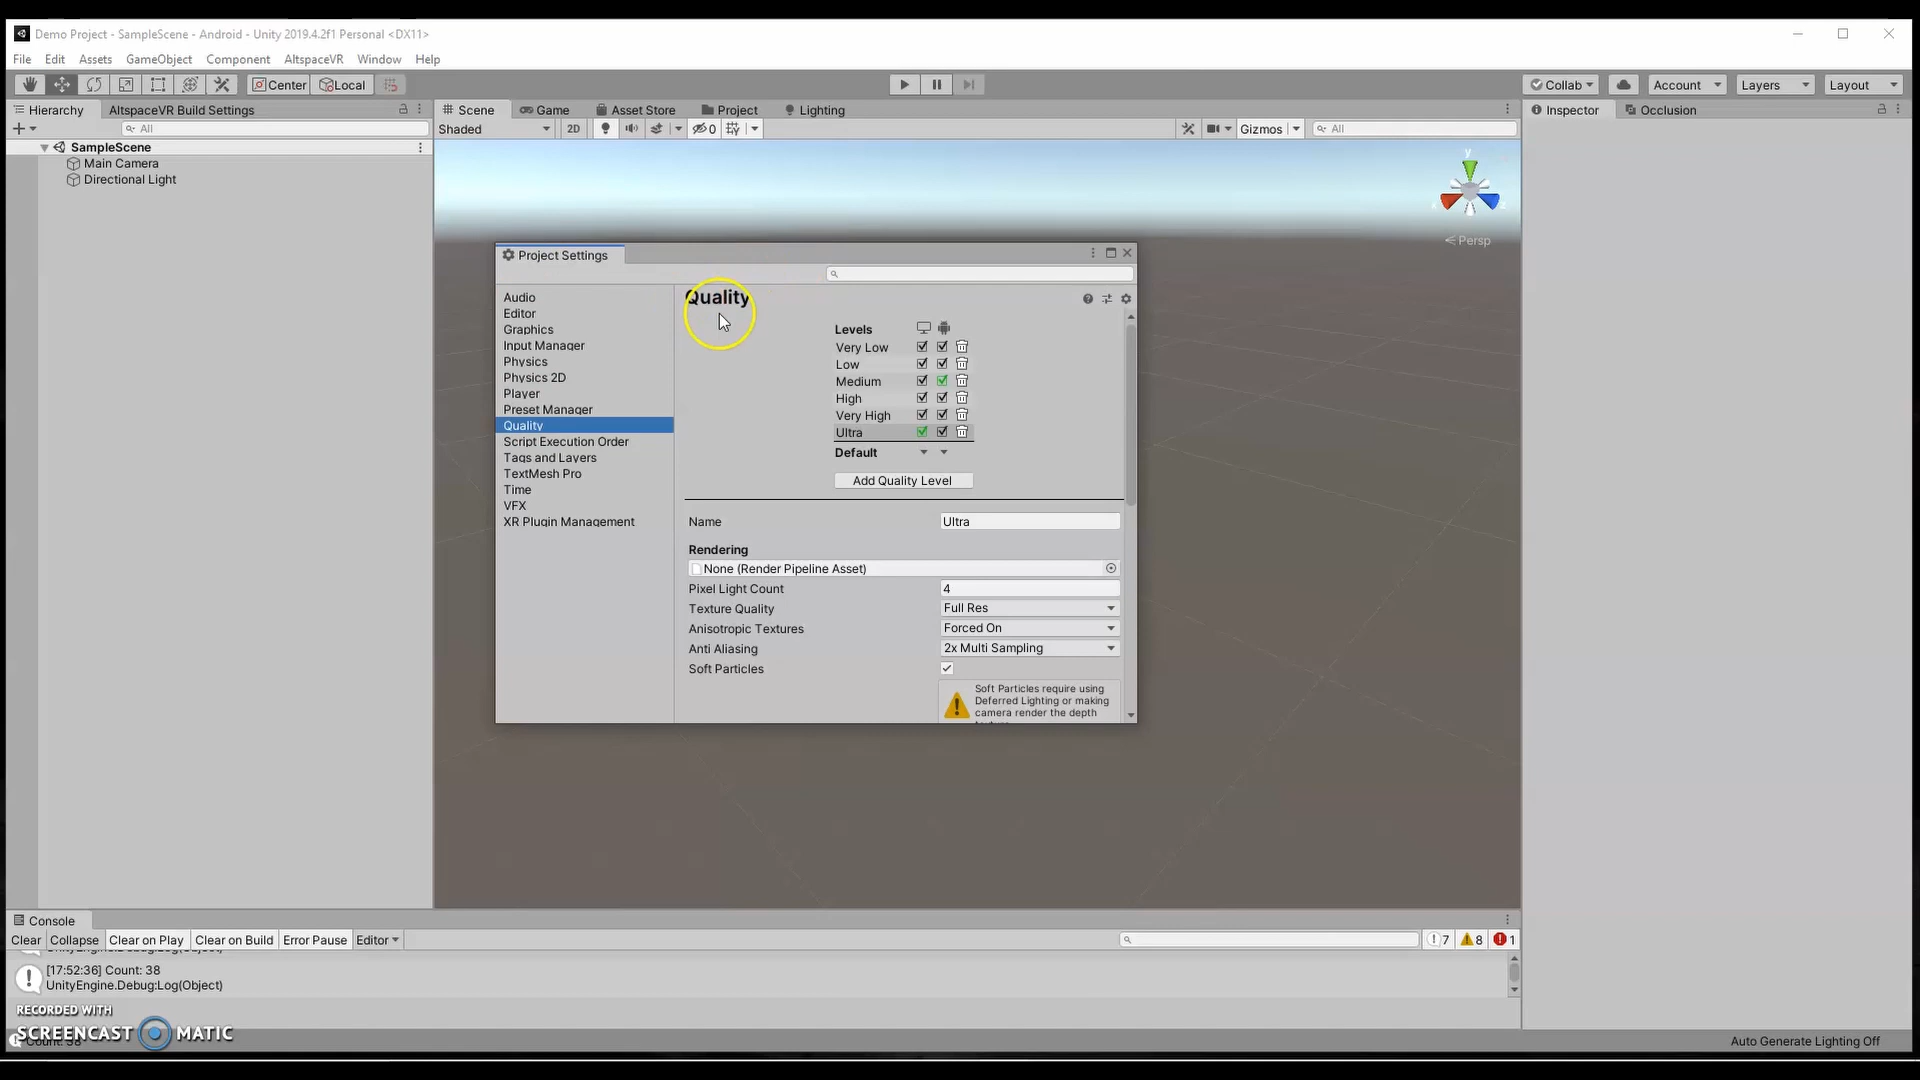 Demo Project - SampleScene - Android - Unity 2019.4.2f1 Personal <DX11>
File Edit Assets GameObject Component AltspaceVR Window Help
Center Local Collab Account Layers Layout
Hierarchy AltspaceVR Build Settings Scene Game Asset Store Project Lighting Inspector Occlusion
All Shaded 2D 0 Gizmos All
SampleScene
Main Camera
Directional Light
y
x z
Persp
Project Settings
Audio
Editor
Graphics
Input Manager
Physics
Physics 2D
Player
Preset Manager
Quality
Script Execution Order
Tags and Layers
TextMesh Pro
Time
VFX
XR Plugin Management
Quality
Levels
Very Low
Low
Medium
High
Very High
Ultra
Default
Add Quality Level
Name Ultra
Rendering
None (Render Pipeline Asset)
Pixel Light Count 4
Texture Quality Full Res
Anisotropic Textures Forced On
Anti Aliasing 2x Multi Sampling
Soft Particles
Soft Particles require using
Deferred Lighting or making
camera render the depth
Console
Clear Collapse Clear on Play Clear on Build Error Pause Editor 7 8 1
UnityEngine.Debug:Log(Object)
[17:52:36] Count: 38
UnityEngine.Debug:Log(Object)
RECORDED WITH
SCREENCAST MATIC
Count: 38
Auto Generate Lighting Off